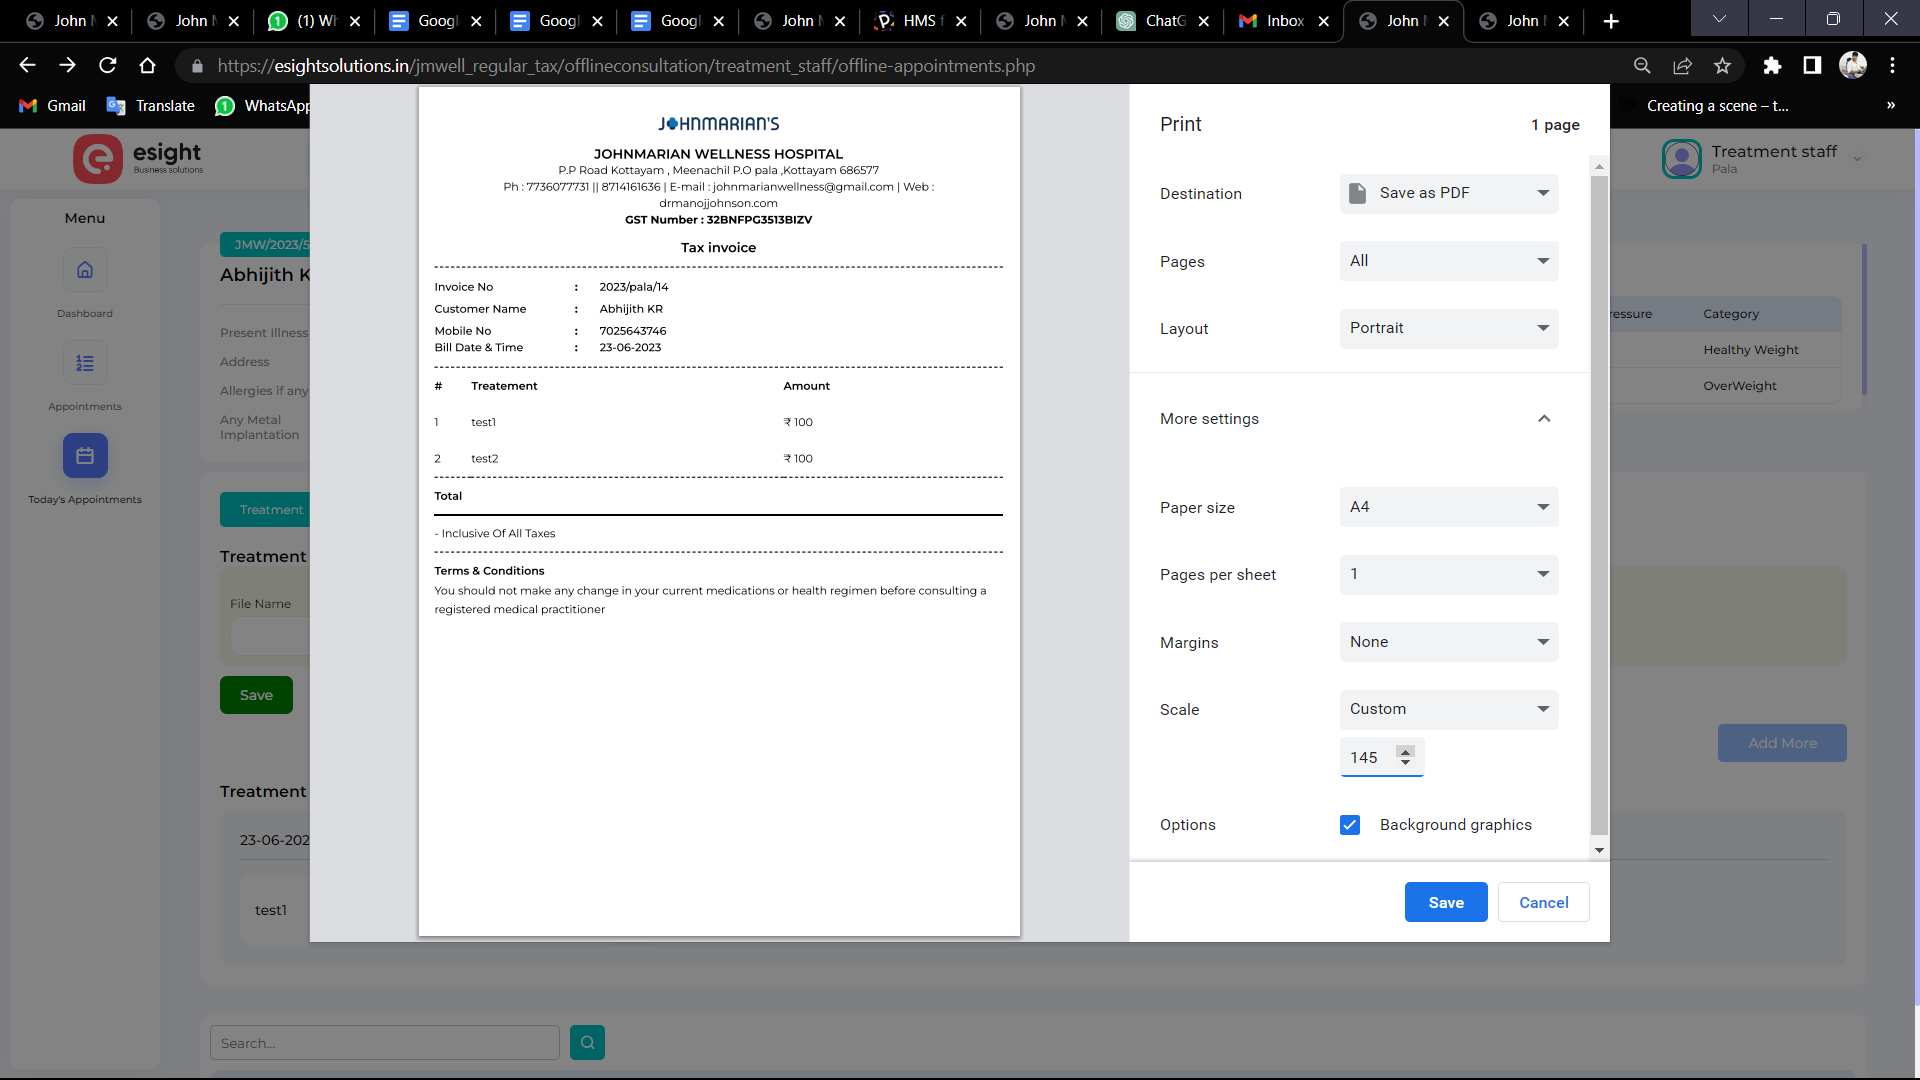 John
John
(1) W
Googl
Googl
Googl
John
HMS f
John
ChatG
Inbox
John
John
https://esightsolutions.in/jmwell_regular_tax/offlineconsultation/treatment_staff/offline-appointments.php
Gmail
Translate
1 WhatsApp
Creating a scene – t...
»
esight
Business solutions
Treatment staff
Pala
Menu
Dashboard
Appointments
Today's Appointments
JMW/2023/5
Abhijith K
Present Illness
Address
Allergies if any
Any Metal
Implantation
Treatment
Treatment
File Name
Save
Treatment
23-06-202
test1
Search...
JOHNMARIAN'S
JOHNMARIAN WELLNESS HOSPITAL
P.P Road Kottayam , Meenachil P.O pala ,Kottayam 686577
Ph : 7736077731 || 8714161636 | E-mail : johnmarianwellness@gmail.com | Web :
drmanojjohnson.com
GST Number : 32BNFPG3513BIZV
Tax invoice
Invoice No : 2023/pala/14
Customer Name : Abhijith KR
Mobile No : 7025643746
Bill Date & Time : 23-06-2023
# Treatement Amount
1 test1 ₹ 100
2 test2 ₹ 100
Total
- Inclusive Of All Taxes
Terms & Conditions
You should not make any change in your current medications or health regimen before consulting a
registered medical practitioner
Print 1 page
Destination Save as PDF
Pages All
Layout Portrait
More settings
Paper size A4
Pages per sheet 1
Margins None
Scale Custom
145
Options Background graphics
Save Cancel
ressure Category
Healthy Weight
OverWeight
Add More